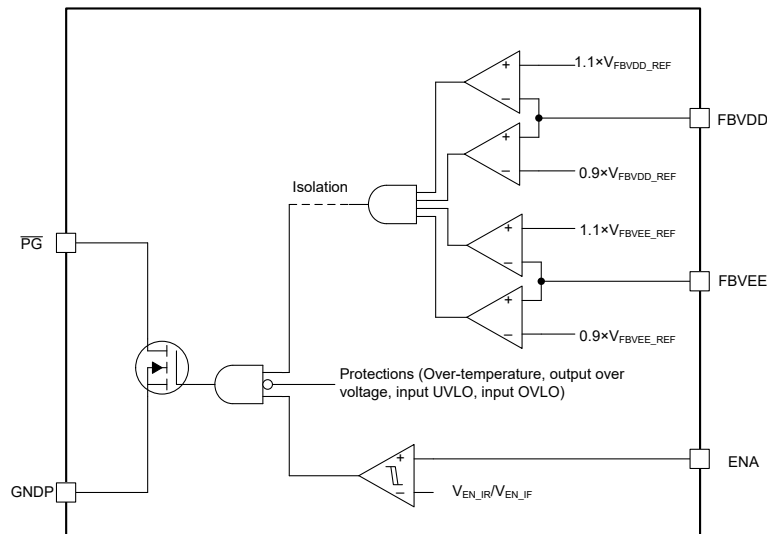 1.1×V_FBVDD_REF
+
−
FBVDD
+
−
0.9×V_FBVDD_REF
Isolation
+
1.1×V_FBVEE_REF
−
P̅G̅
FBVEE
+
−
0.9×V_FBVEE_REF
Protections (Over-temperature, output over
voltage, input UVLO, input OVLO)
+
ENA
−
V_EN_IR/V_EN_IF
GNDP